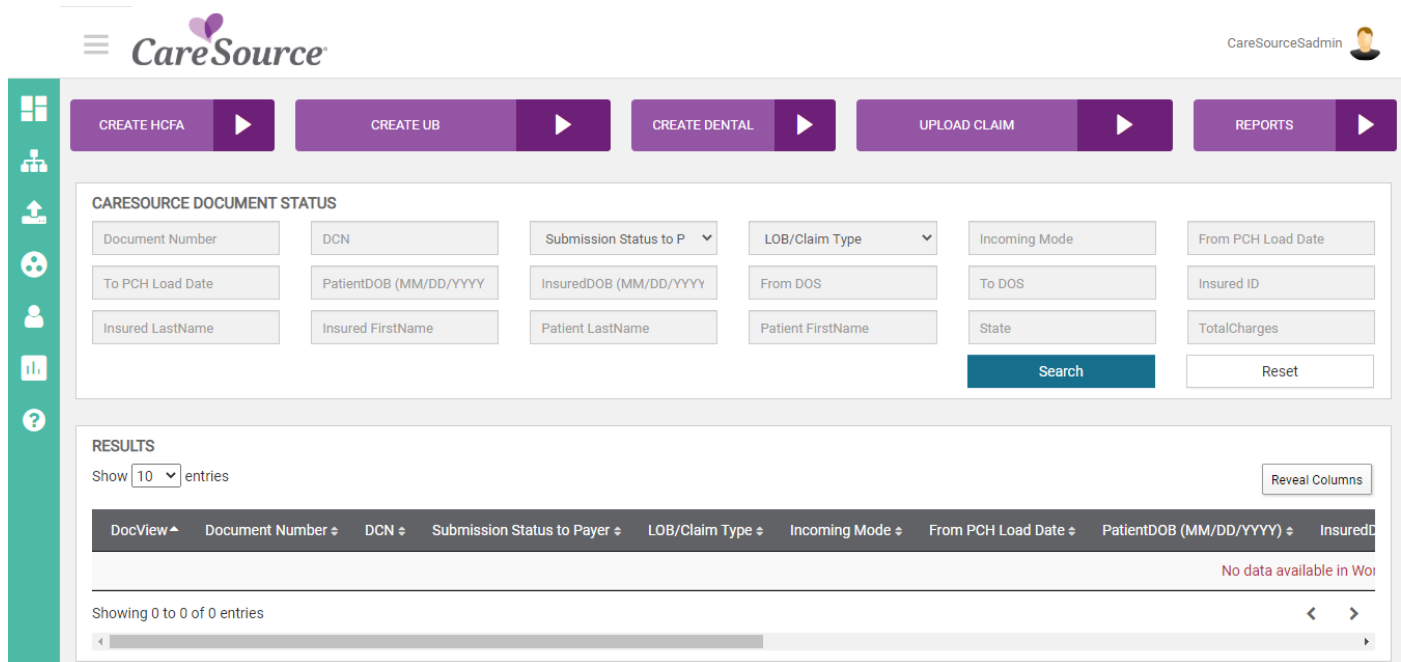 CareSource
CareSourceSadmin
CREATE HCFA CREATE UB CREATE DENTAL UPLOAD CLAIM REPORTS
CARESOURCE DOCUMENT STATUS
Document Number DCN Submission Status to P LOB/Claim Type Incoming Mode From PCH Load Date
To PCH Load Date PatientDOB (MM/DD/YYYY InsuredDOB (MM/DD/YYYY From DOS To DOS Insured ID
Insured LastName Insured FirstName Patient LastName Patient FirstName State TotalCharges
Search Reset
RESULTS
Show 10 entries
Reveal Columns
DocView Document Number DCN Submission Status to Payer LOB/Claim Type Incoming Mode From PCH Load Date PatientDOB (MM/DD/YYYY) InsuredD
No data available in Wor
Showing 0 to 0 of 0 entries